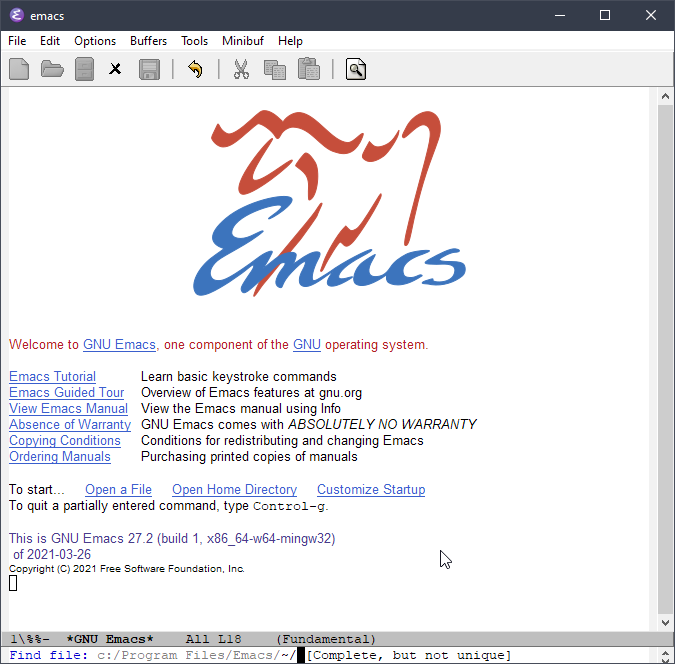 emacs
File Edit Options Buffers Tools Minibuf Help
Emacs
Welcome to GNU Emacs, one component of the GNU operating system.
Emacs Tutorial Learn basic keystroke commands
Emacs Guided Tour Overview of Emacs features at gnu.org
View Emacs Manual View the Emacs manual using Info
Absence of Warranty GNU Emacs comes with ABSOLUTELY NO WARRANTY
Copying Conditions Conditions for redistributing and changing Emacs
Ordering Manuals Purchasing printed copies of manuals
To start... Open a File Open Home Directory Customize Startup
To quit a partially entered command, type Control-g.
This is GNU Emacs 27.2 (build 1, x86_64-w64-mingw32)
of 2021-03-26
Copyright (C) 2021 Free Software Foundation, Inc.
1\%%- *GNU Emacs* All L18 (Fundamental)
Find file: c:/Program Files/Emacs/~/ [Complete, but not unique]